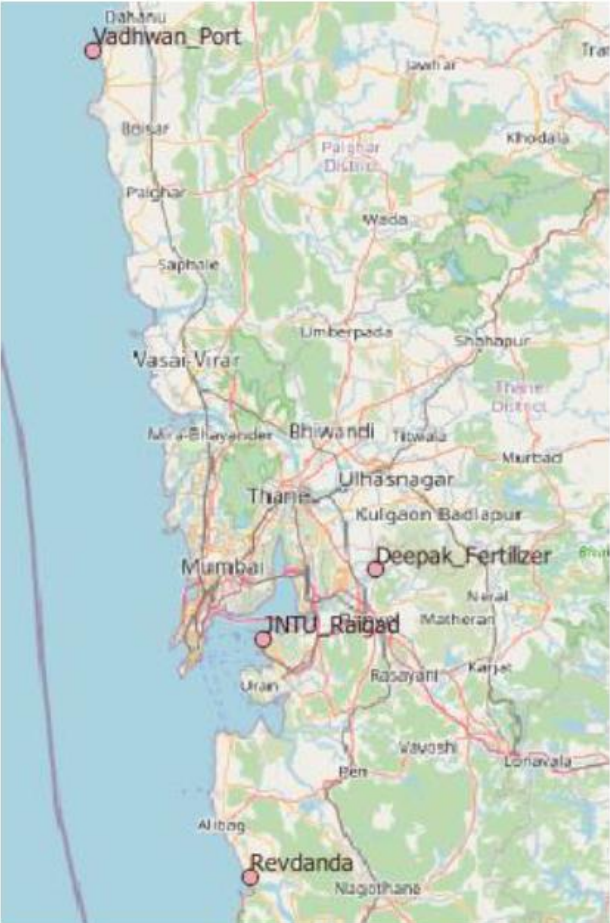 Dahanu
Vadhwan_Port
Tra
Jawhar
Boisar
Khodala
Palghar
District
Palghar
Wada
Saphale
Umberpada
Shahapur
Vasai-Virar
Thane
District
Mira-Bhayander
Bhiwandi
Titwala
Murbad
Ulhasnagar
Thane
Kulgaon Badlapur
Deepak_Fertilizer
Mumbai
Neral
Matheran
JNTU_Raigad
Karjat
Rasayani
Uran
Vavoshi
Lonavala
Pen
Alibag
Revdanda
Nagothane